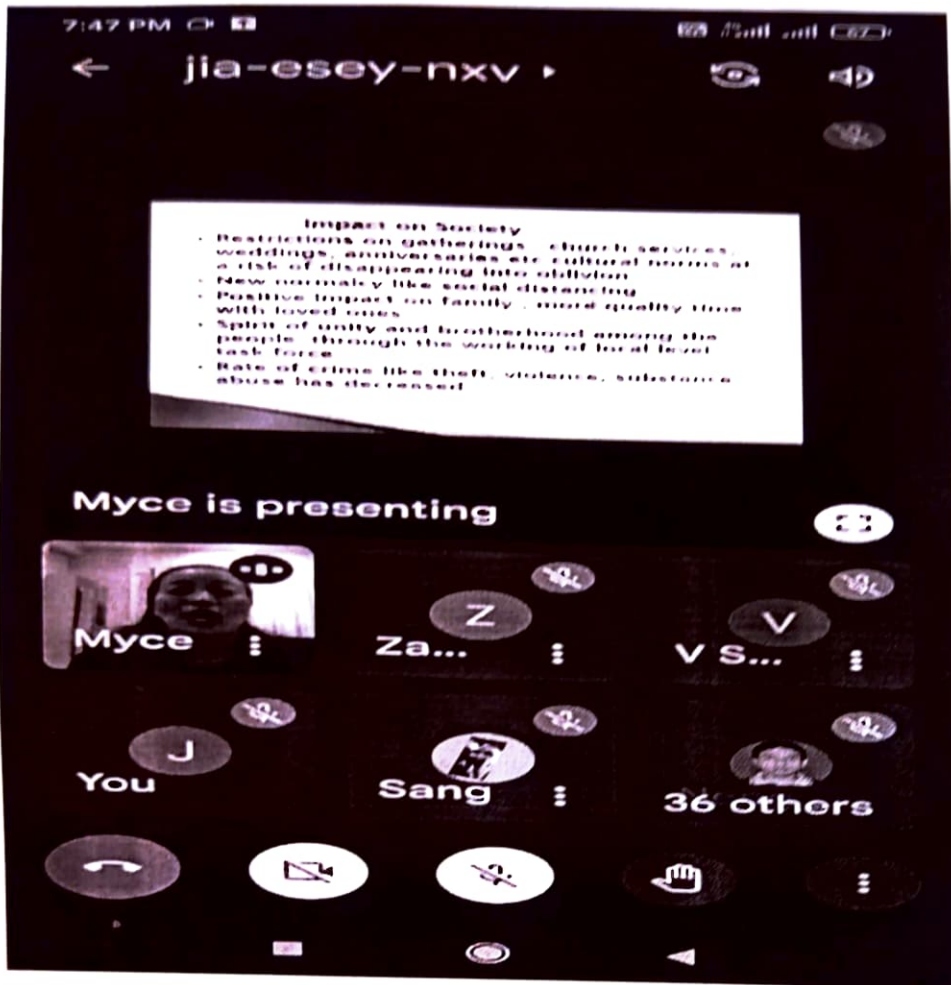 7:47 PM
67
jia-esey-nxv
Impact on Society
Restrictions on gatherings, church services,
weddings, anniversaries etc cultural norms at
a risk of disappearing into oblivion
New normalcy like social distancing
Positive impact on family , more quality time
with loved ones
Spirit of unity and brotherhood among the
people through the working of local level
task force
Rate of crime like theft, violence, substance
abuse has decreased
Myce is presenting
Myce
Z
Za...
V
V S...
J
You
Sang
36 others